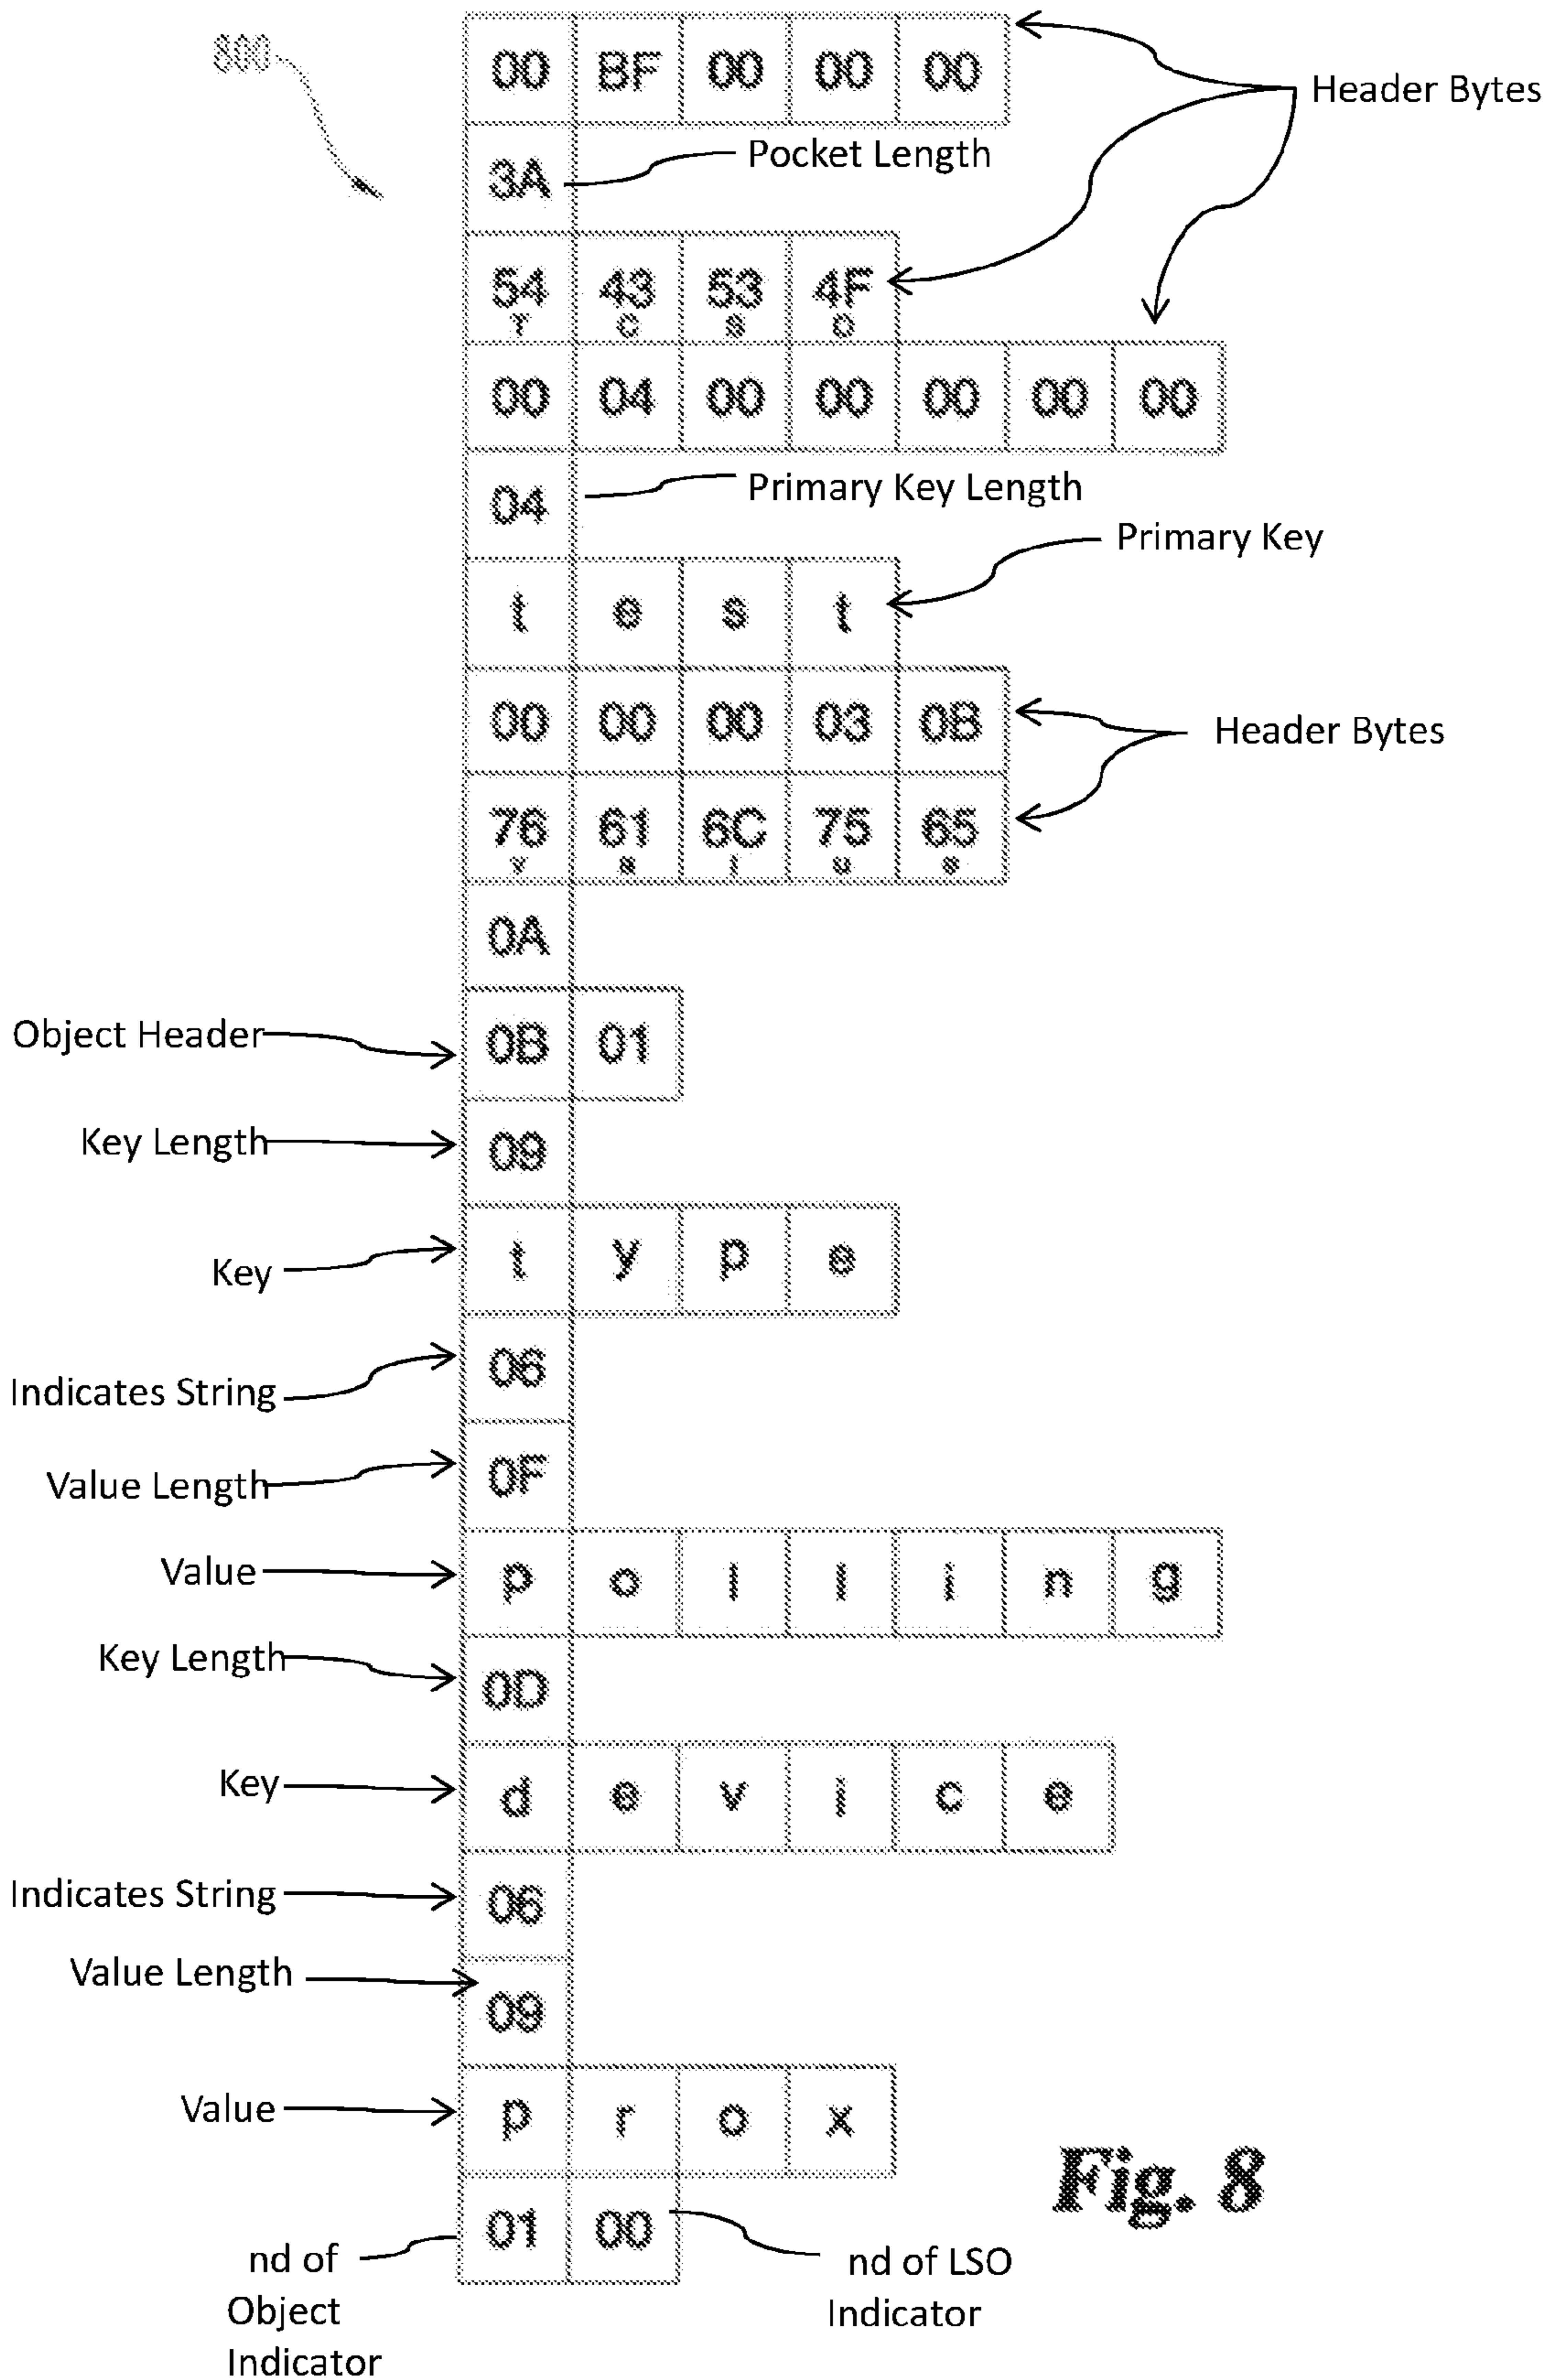 800
00 BF 00 00 00
Header Bytes
3A
Pocket Length
54 43 53 4F
T C S O
00 04 00 00 00 00 00
04
Primary Key Length
Primary Key
t e s t
00 00 00 03 0B
Header Bytes
76 61 6C 75 65
v a l u e
0A
Object Header
0B 01
Key Length
09
Key
t y p e
Indicates String
06
Value Length
0F
Value
p o l l i n g
Key Length
0D
Key
d e v i c e
Indicates String
06
Value Length
09
Value
p r o x
Fig. 8
01 00
nd of
Object
Indicator
nd of LSO
Indicator